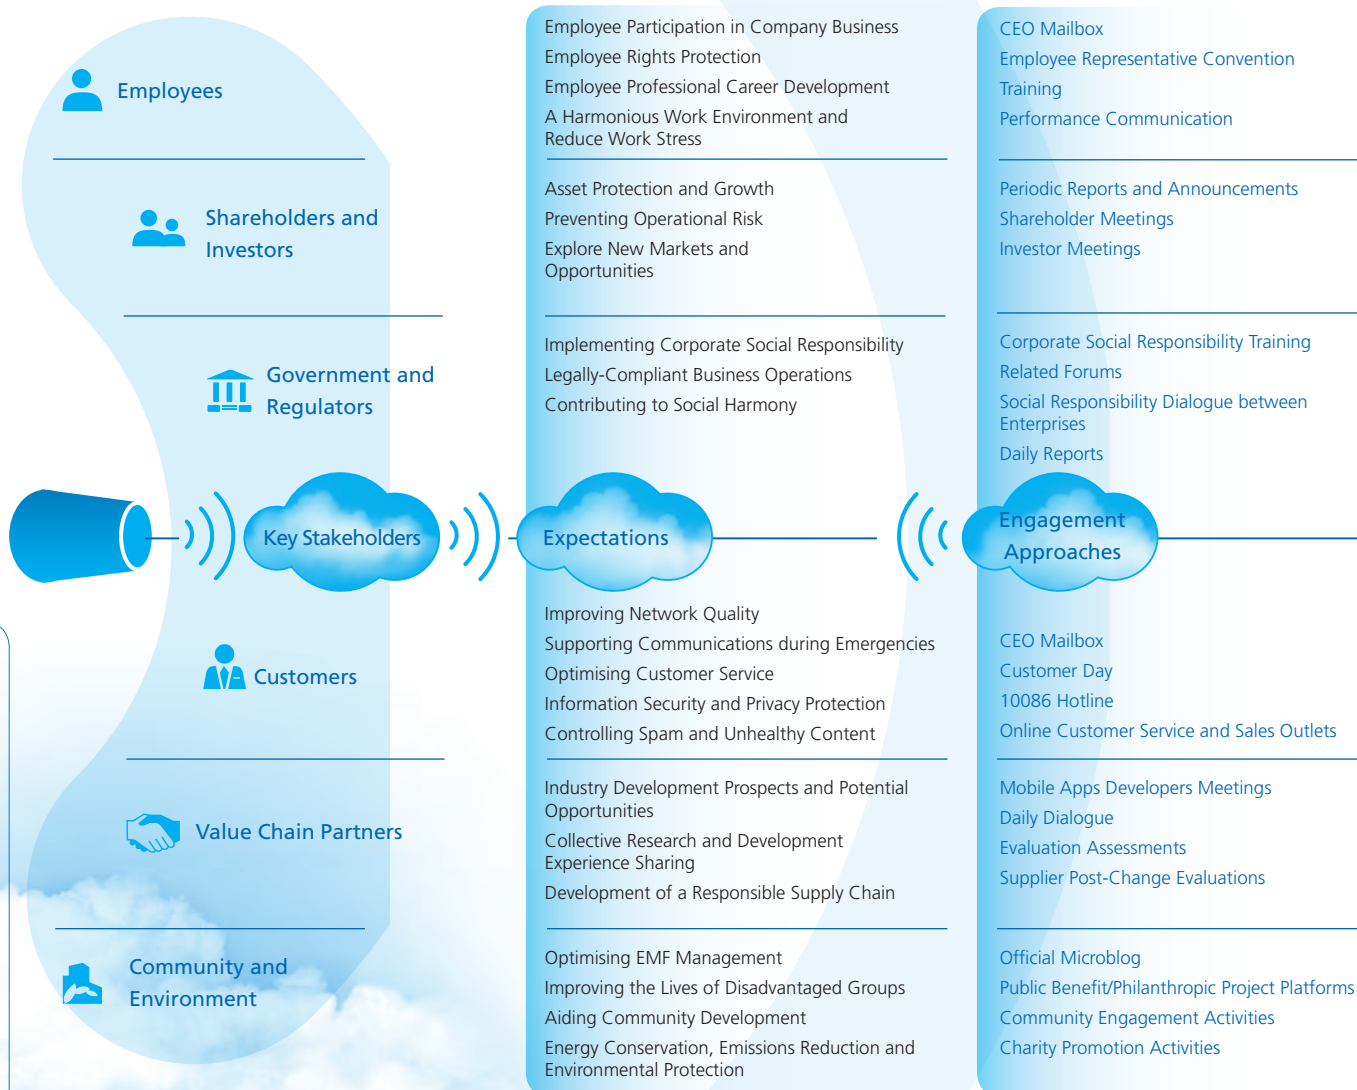 Employees
Employee Participation in Company Business
Employee Rights Protection
Employee Professional Career Development
A Harmonious Work Environment and
Reduce Work Stress
CEO Mailbox
Employee Representative Convention
Training
Performance Communication
Shareholders and
Investors
Asset Protection and Growth
Preventing Operational Risk
Explore New Markets and
Opportunities
Periodic Reports and Announcements
Shareholder Meetings
Investor Meetings
Government and
Regulators
Implementing Corporate Social Responsibility
Legally-Compliant Business Operations
Contributing to Social Harmony
Corporate Social Responsibility Training
Related Forums
Social Responsibility Dialogue between
Enterprises
Daily Reports
Key Stakeholders
Expectations
Engagement
Approaches
Customers
Improving Network Quality
Supporting Communications during Emergencies
Optimising Customer Service
Information Security and Privacy Protection
Controlling Spam and Unhealthy Content
CEO Mailbox
Customer Day
10086 Hotline
Online Customer Service and Sales Outlets
Value Chain Partners
Industry Development Prospects and Potential
Opportunities
Collective Research and Development
Experience Sharing
Development of a Responsible Supply Chain
Mobile Apps Developers Meetings
Daily Dialogue
Evaluation Assessments
Supplier Post-Change Evaluations
Community and
Environment
Optimising EMF Management
Improving the Lives of Disadvantaged Groups
Aiding Community Development
Energy Conservation, Emissions Reduction and
Environmental Protection
Official Microblog
Public Benefit/Philanthropic Project Platforms
Community Engagement Activities
Charity Promotion Activities